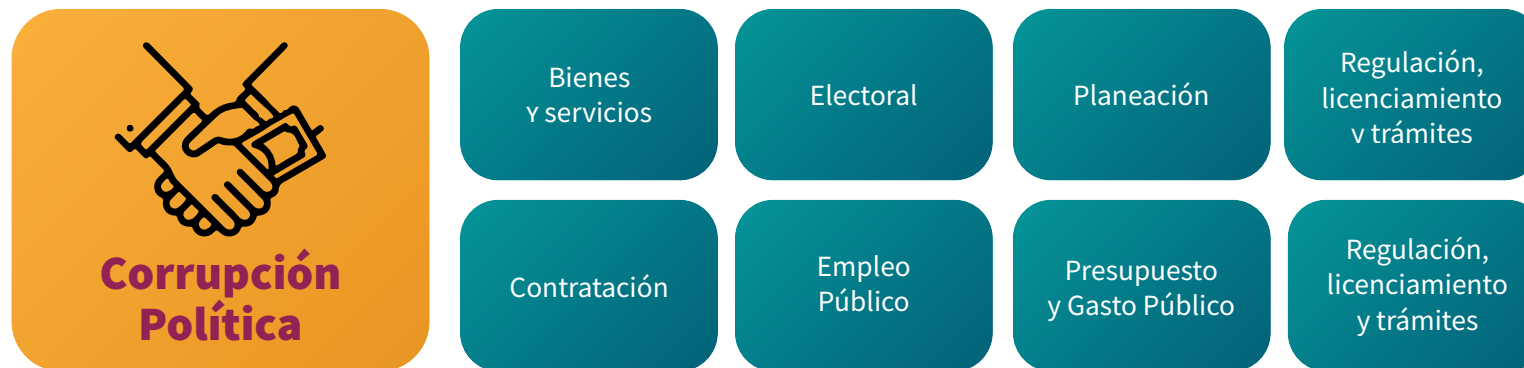 Corrupción
Política
Bienes
Y servicios
Electoral
Planeación
Regulación,
licenciamiento
y trámites
Contratación
Empleo
Público
Presupuesto
y Gasto Público
Regulación,
licenciamiento
y trámites